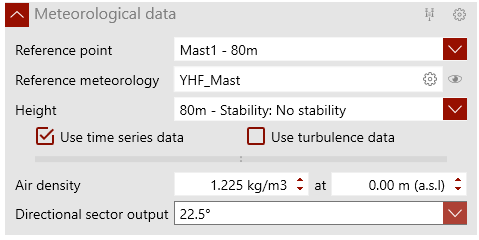 Meteorological data
Reference point Mast1 - 80m
Reference meteorology YHF_Mast
Height 80m - Stability: No stability
Use time series data Use turbulence data
Air density 1.225 kg/m3 at 0.00 m (a.s.l)
Directional sector output 22.5°